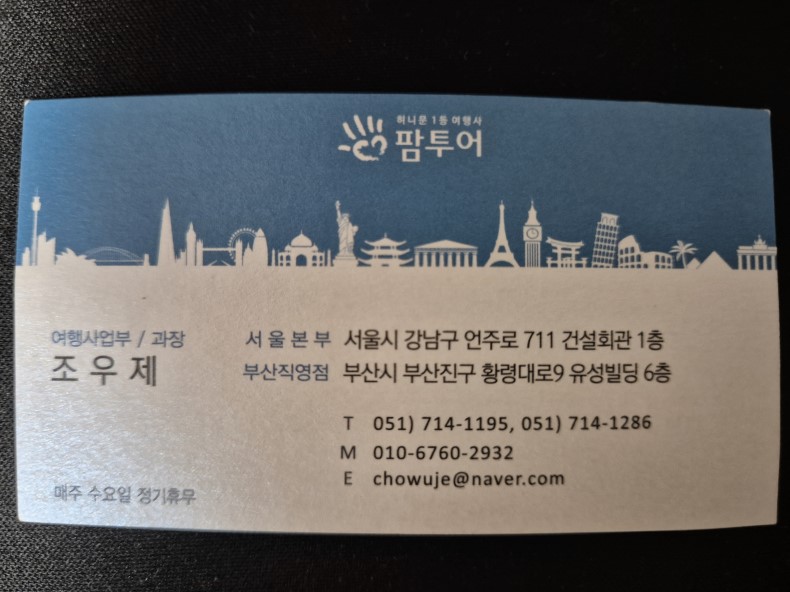 허니문 1등 여행사
팜투어
여행사업부 / 과장
조우제
서울본부 서울시 강남구 언주로 711 건설회관 1층
부산직영점 부산시 부산진구 황령대로9 유성빌딩 6층
T 051) 714-1195, 051) 714-1286
M 010-6760-2932
E chowuje@naver.com
매주 수요일 정기휴무